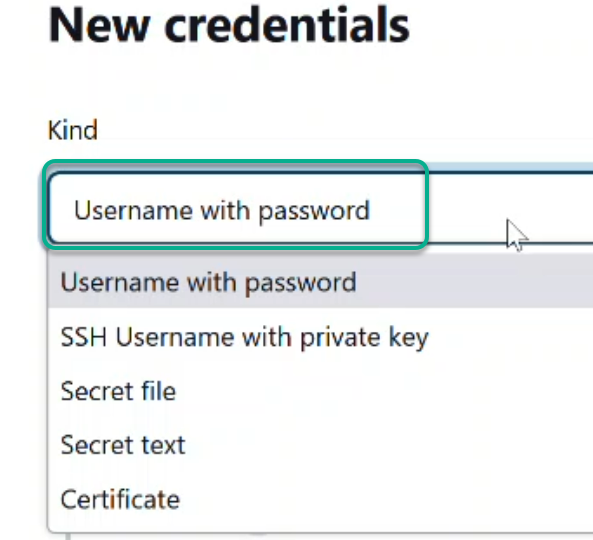 New credentials
Kind
Username with password
Username with password
SSH Username with private key
Secret file
Secret text
Certificate